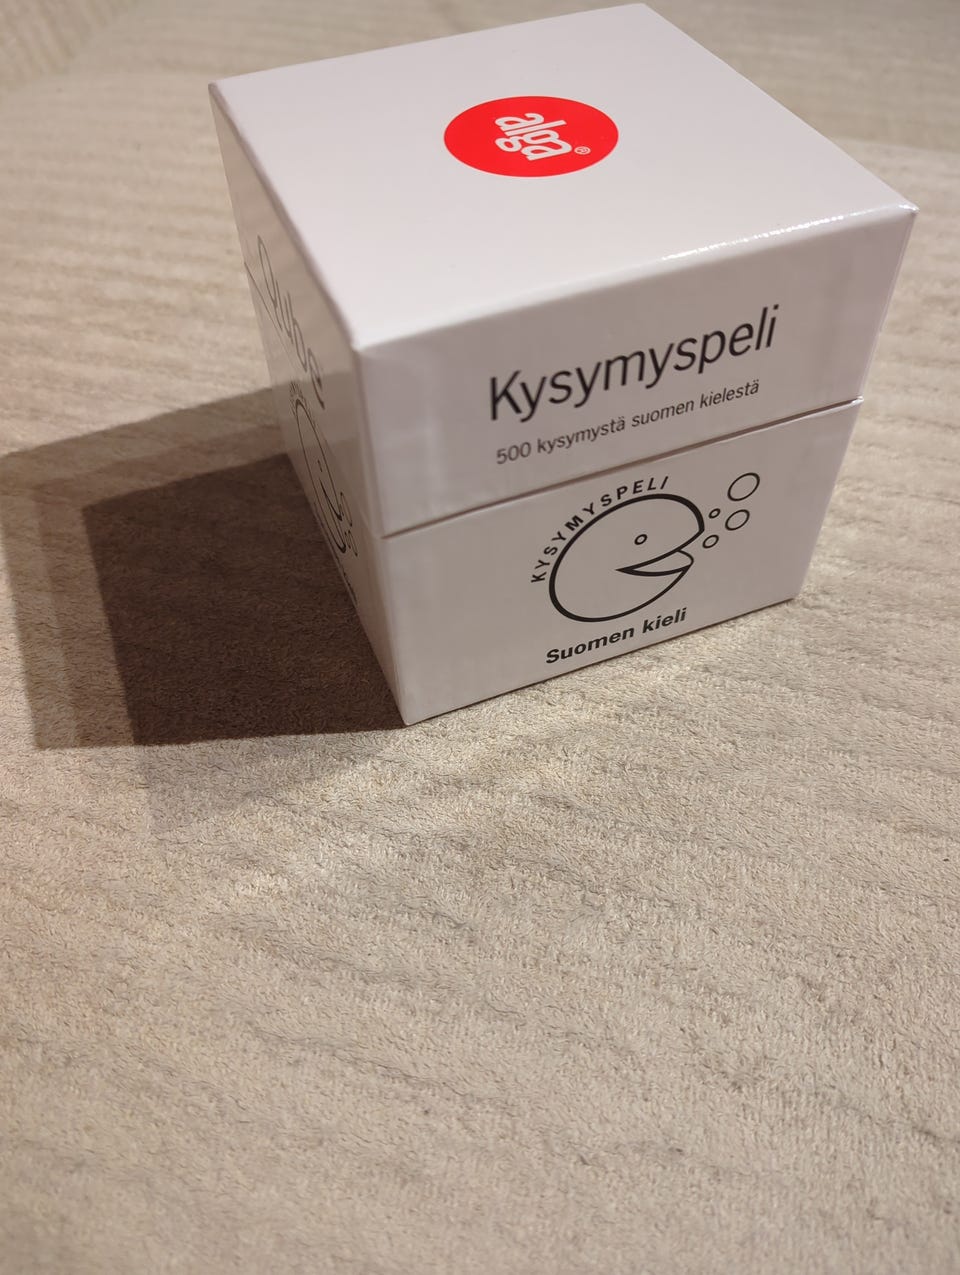 alga®
Kysymyspeli
500 kysymystä suomen kielestä
KYSYMYSPELI
Suomen kieli